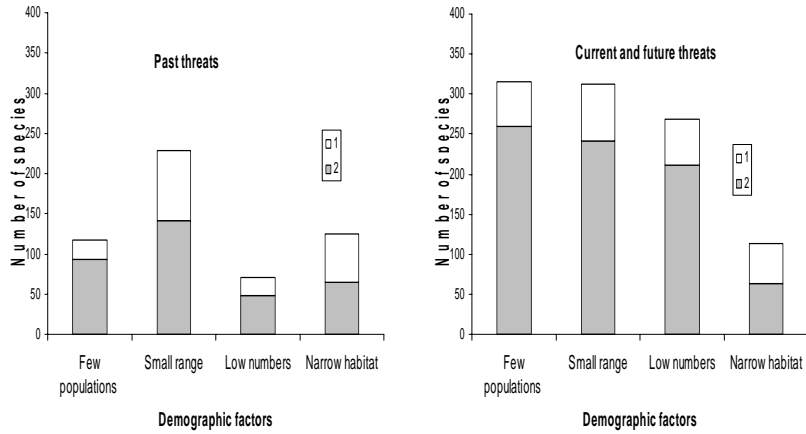 Past threats
Number of species
400
350
300
250
200
150
100
50
0
1
2
Few populations
Small range
Low numbers
Narrow habitat
Demographic factors
Current and future threats
Number of species
400
350
300
250
200
150
100
50
0
1
2
Few populations
Small range
Low numbers
Narrow habitat
Demographic factors